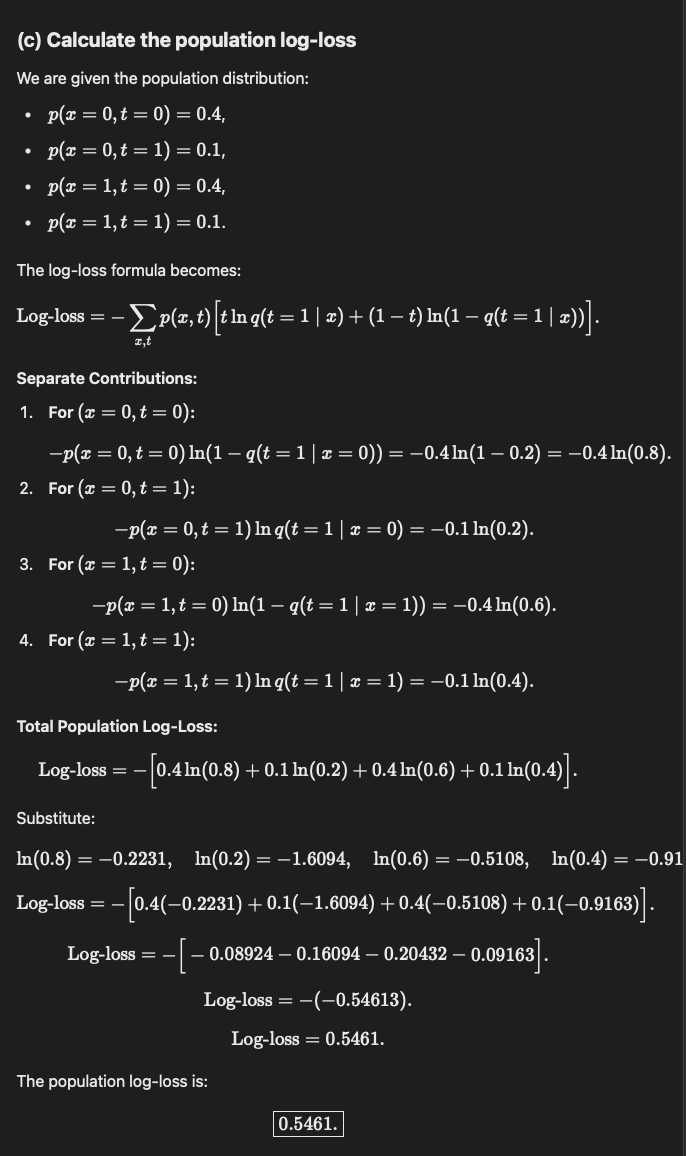 (c) Calculate the population log-loss
We are given the population distribution:
• p(x = 0, t = 0) = 0.4,
• p(x = 0, t = 1) = 0.1,
• p(x = 1, t = 0) = 0.4,
• p(x = 1, t = 1) = 0.1.
The log-loss formula becomes:
Log-loss = − ∑_{x,t} p(x, t)[t ln q(t = 1 | x) + (1 − t) ln(1 − q(t = 1 | x))].
Separate Contributions:
1. For (x = 0, t = 0):
−p(x = 0, t = 0) ln(1 − q(t = 1 | x = 0)) = −0.4 ln(1 − 0.2) = −0.4 ln(0.8).
2. For (x = 0, t = 1):
−p(x = 0, t = 1) ln q(t = 1 | x = 0) = −0.1 ln(0.2).
3. For (x = 1, t = 0):
−p(x = 1, t = 0) ln(1 − q(t = 1 | x = 1)) = −0.4 ln(0.6).
4. For (x = 1, t = 1):
−p(x = 1, t = 1) ln q(t = 1 | x = 1) = −0.1 ln(0.4).
Total Population Log-Loss:
Log-loss = −[0.4 ln(0.8) + 0.1 ln(0.2) + 0.4 ln(0.6) + 0.1 ln(0.4)].
Substitute:
ln(0.8) = −0.2231, ln(0.2) = −1.6094, ln(0.6) = −0.5108, ln(0.4) = −0.91
Log-loss = −[0.4(−0.2231) + 0.1(−1.6094) + 0.4(−0.5108) + 0.1(−0.9163)].
Log-loss = −[ − 0.08924 − 0.16094 − 0.20432 − 0.09163].
Log-loss = −(−0.54613).
Log-loss = 0.5461.
The population log-loss is:
0.5461.